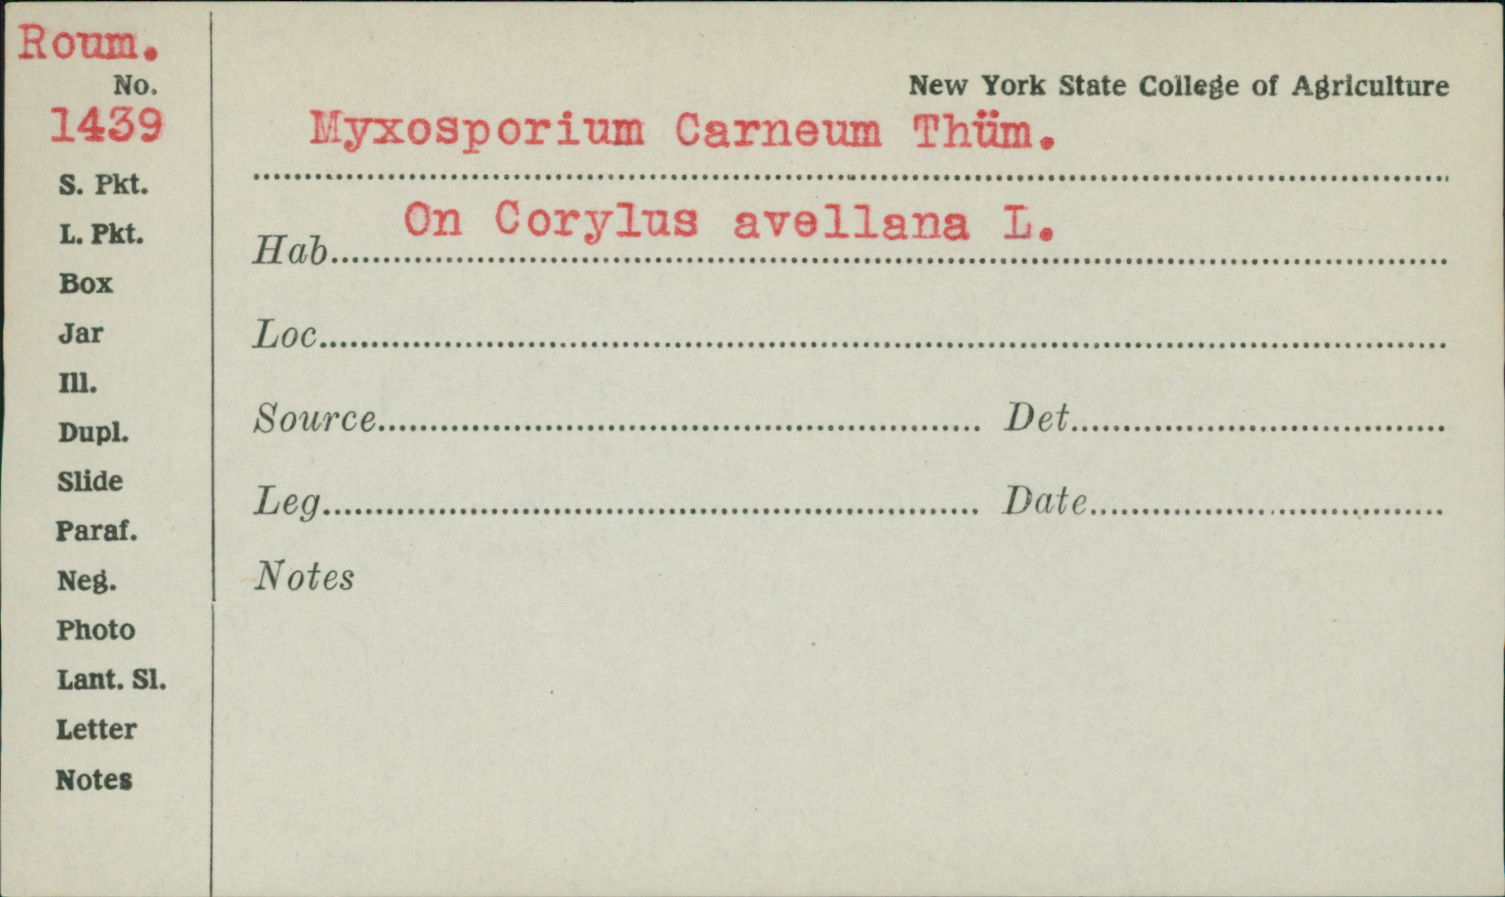 Roum.
No.
1439
S. Pkt.
L. Pkt.
Box
Jar
Ill.
Dupl.
Slide
Paraf.
Neg.
Photo
Lant. Sl.
Letter
Notes
New York State College of Agriculture
Myxosporium Carneum Thüm.
On Corylus avellana L.
Hab.
Loc.
Source Det.
Leg. Date
Notes